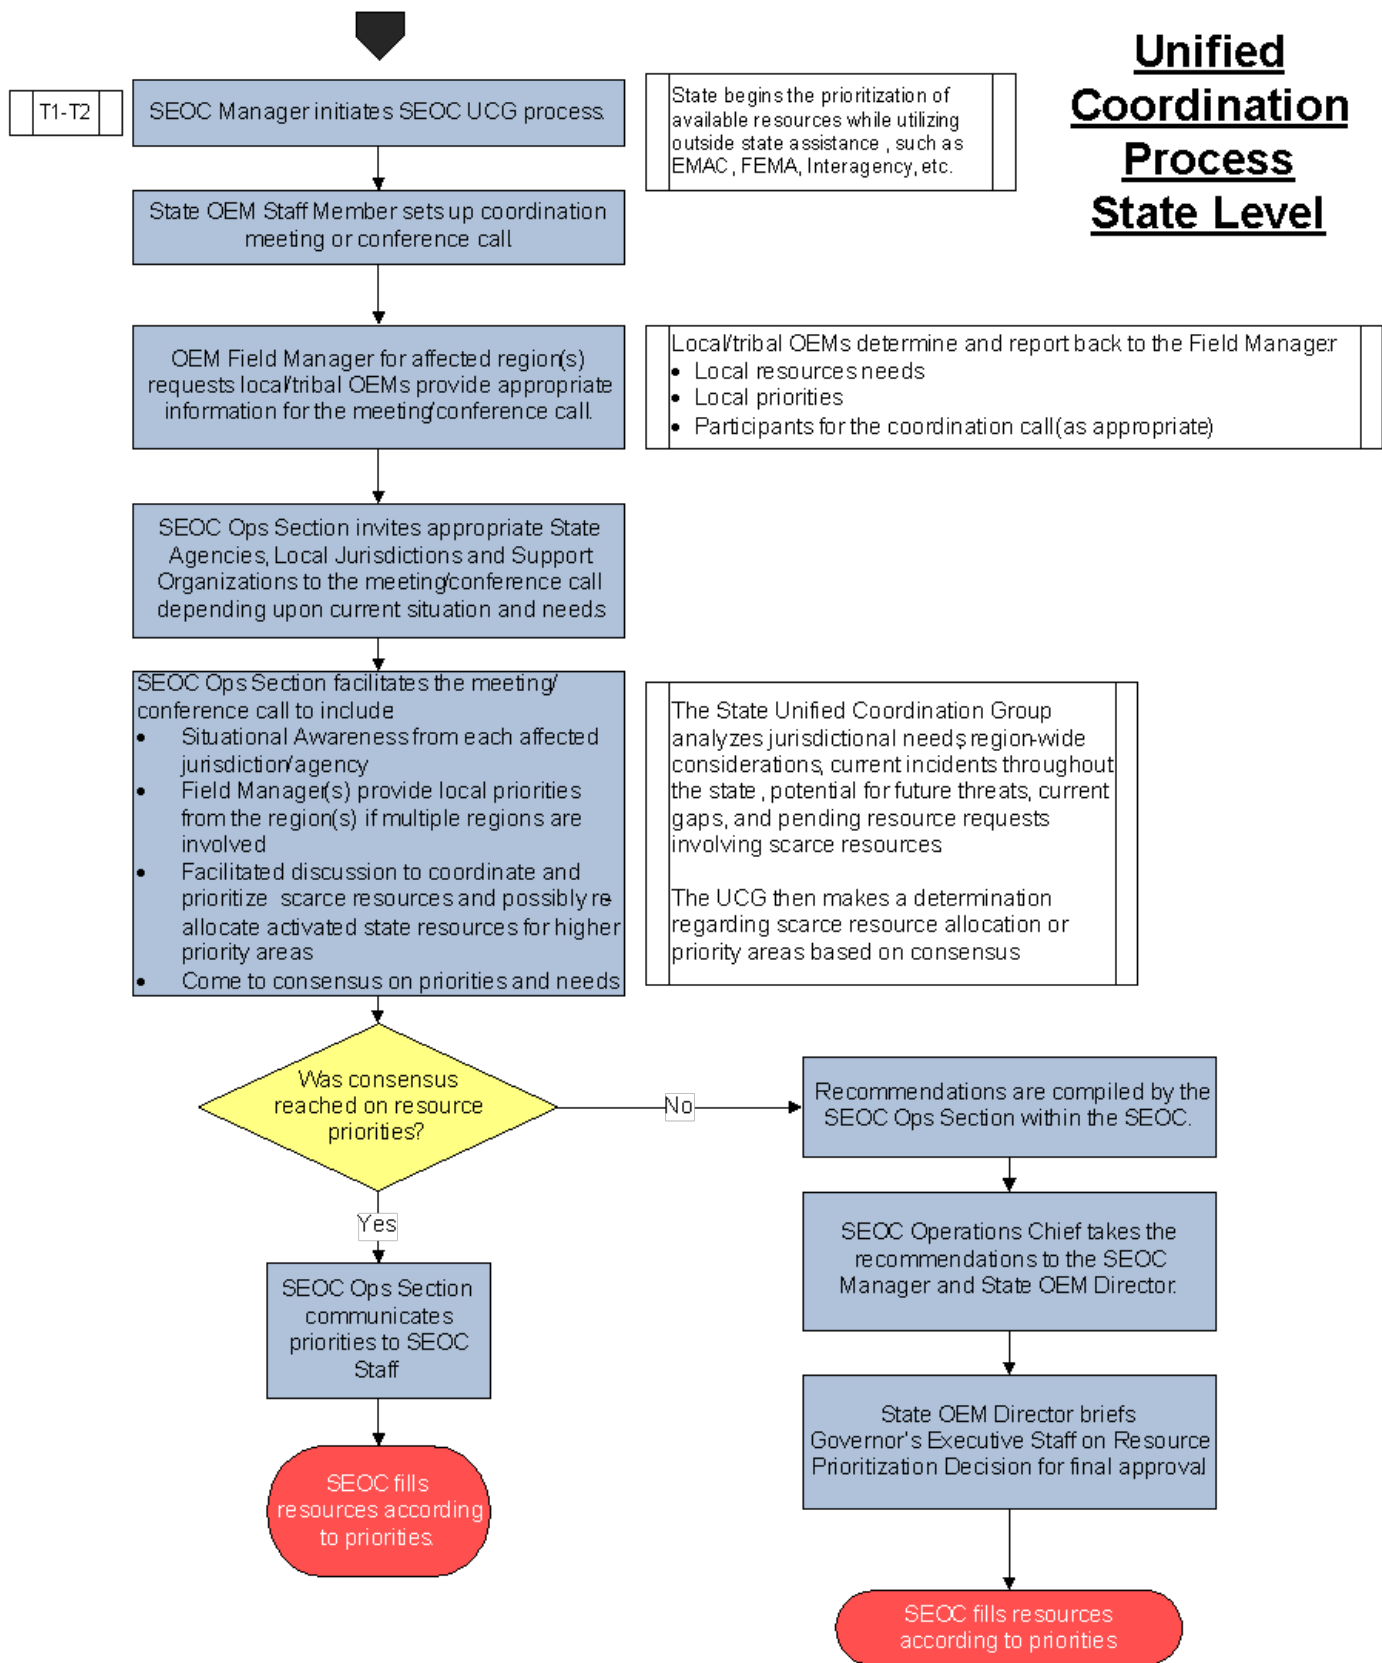 Unified
Coordination
Process
State Level
T1-T2
SEOC Manager initiates SEOC UCG process.
State begins the prioritization of
available resources while utilizing
outside state assistance , such as
EMAC , FEMA, Interagency, etc.
State OEM Staff Member sets up coordination
meeting or conference call
OEM Field Manager for affected region(s)
requests local/tribal OEMs provide appropriate
information for the meeting/conference call.
Local/tribal OEMs determine and report back to the Field Manager:
• Local resources needs
• Local priorities
• Participants for the coordination call (as appropriate)
SEOC Ops Section invites appropriate State
Agencies, Local Jurisdictions and Support
Organizations to the meeting/conference call
depending upon current situation and needs
SEOC Ops Section facilitates the meeting/
conference call to include
• Situational Awareness from each affected
jurisdiction/agency
• Field Manager(s) provide local priorities
from the region(s) if multiple regions are
involved
• Facilitated discussion to coordinate and
prioritize scarce resources and possibly re-
allocate activated state resources for higher
priority areas
• Come to consensus on priorities and needs
The State Unified Coordination Group
analyzes jurisdictional needs, region-wide
considerations, current incidents throughout
the state , potential for future threats, current
gaps, and pending resource requests
involving scarce resources.
The UCG then makes a determination
regarding scarce resource allocation or
priority areas based on consensus
Was consensus
reached on resource
priorities?
No
Recommendations are compiled by the
SEOC Ops Section within the SEOC.
Yes
SEOC Operations Chief takes the
recommendations to the SEOC
Manager and State OEM Director.
SEOC Ops Section
communicates
priorities to SEOC
Staff
State OEM Director briefs
Governor's Executive Staff on Resource
Prioritization Decision for final approval
SEOC fills
resources according
to priorities.
SEOC fills resources
according to priorities